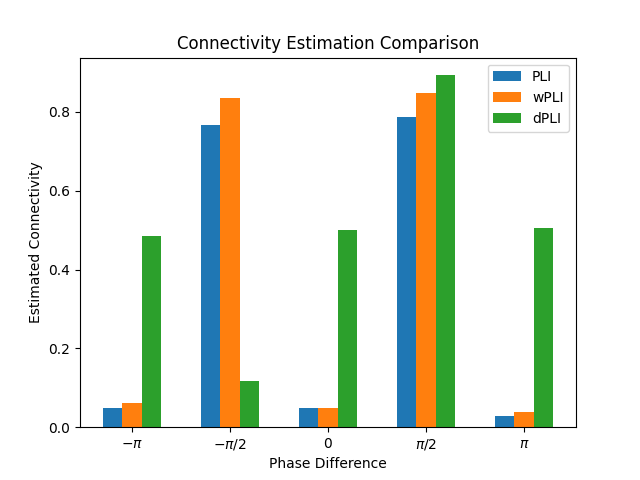 Connectivity Estimation Comparison
PLI
wPLI
dPLI
0.8
0.6
0.4
0.2
0.0
Estimated Connectivity
−π
−π/2
0
π/2
π
Phase Difference